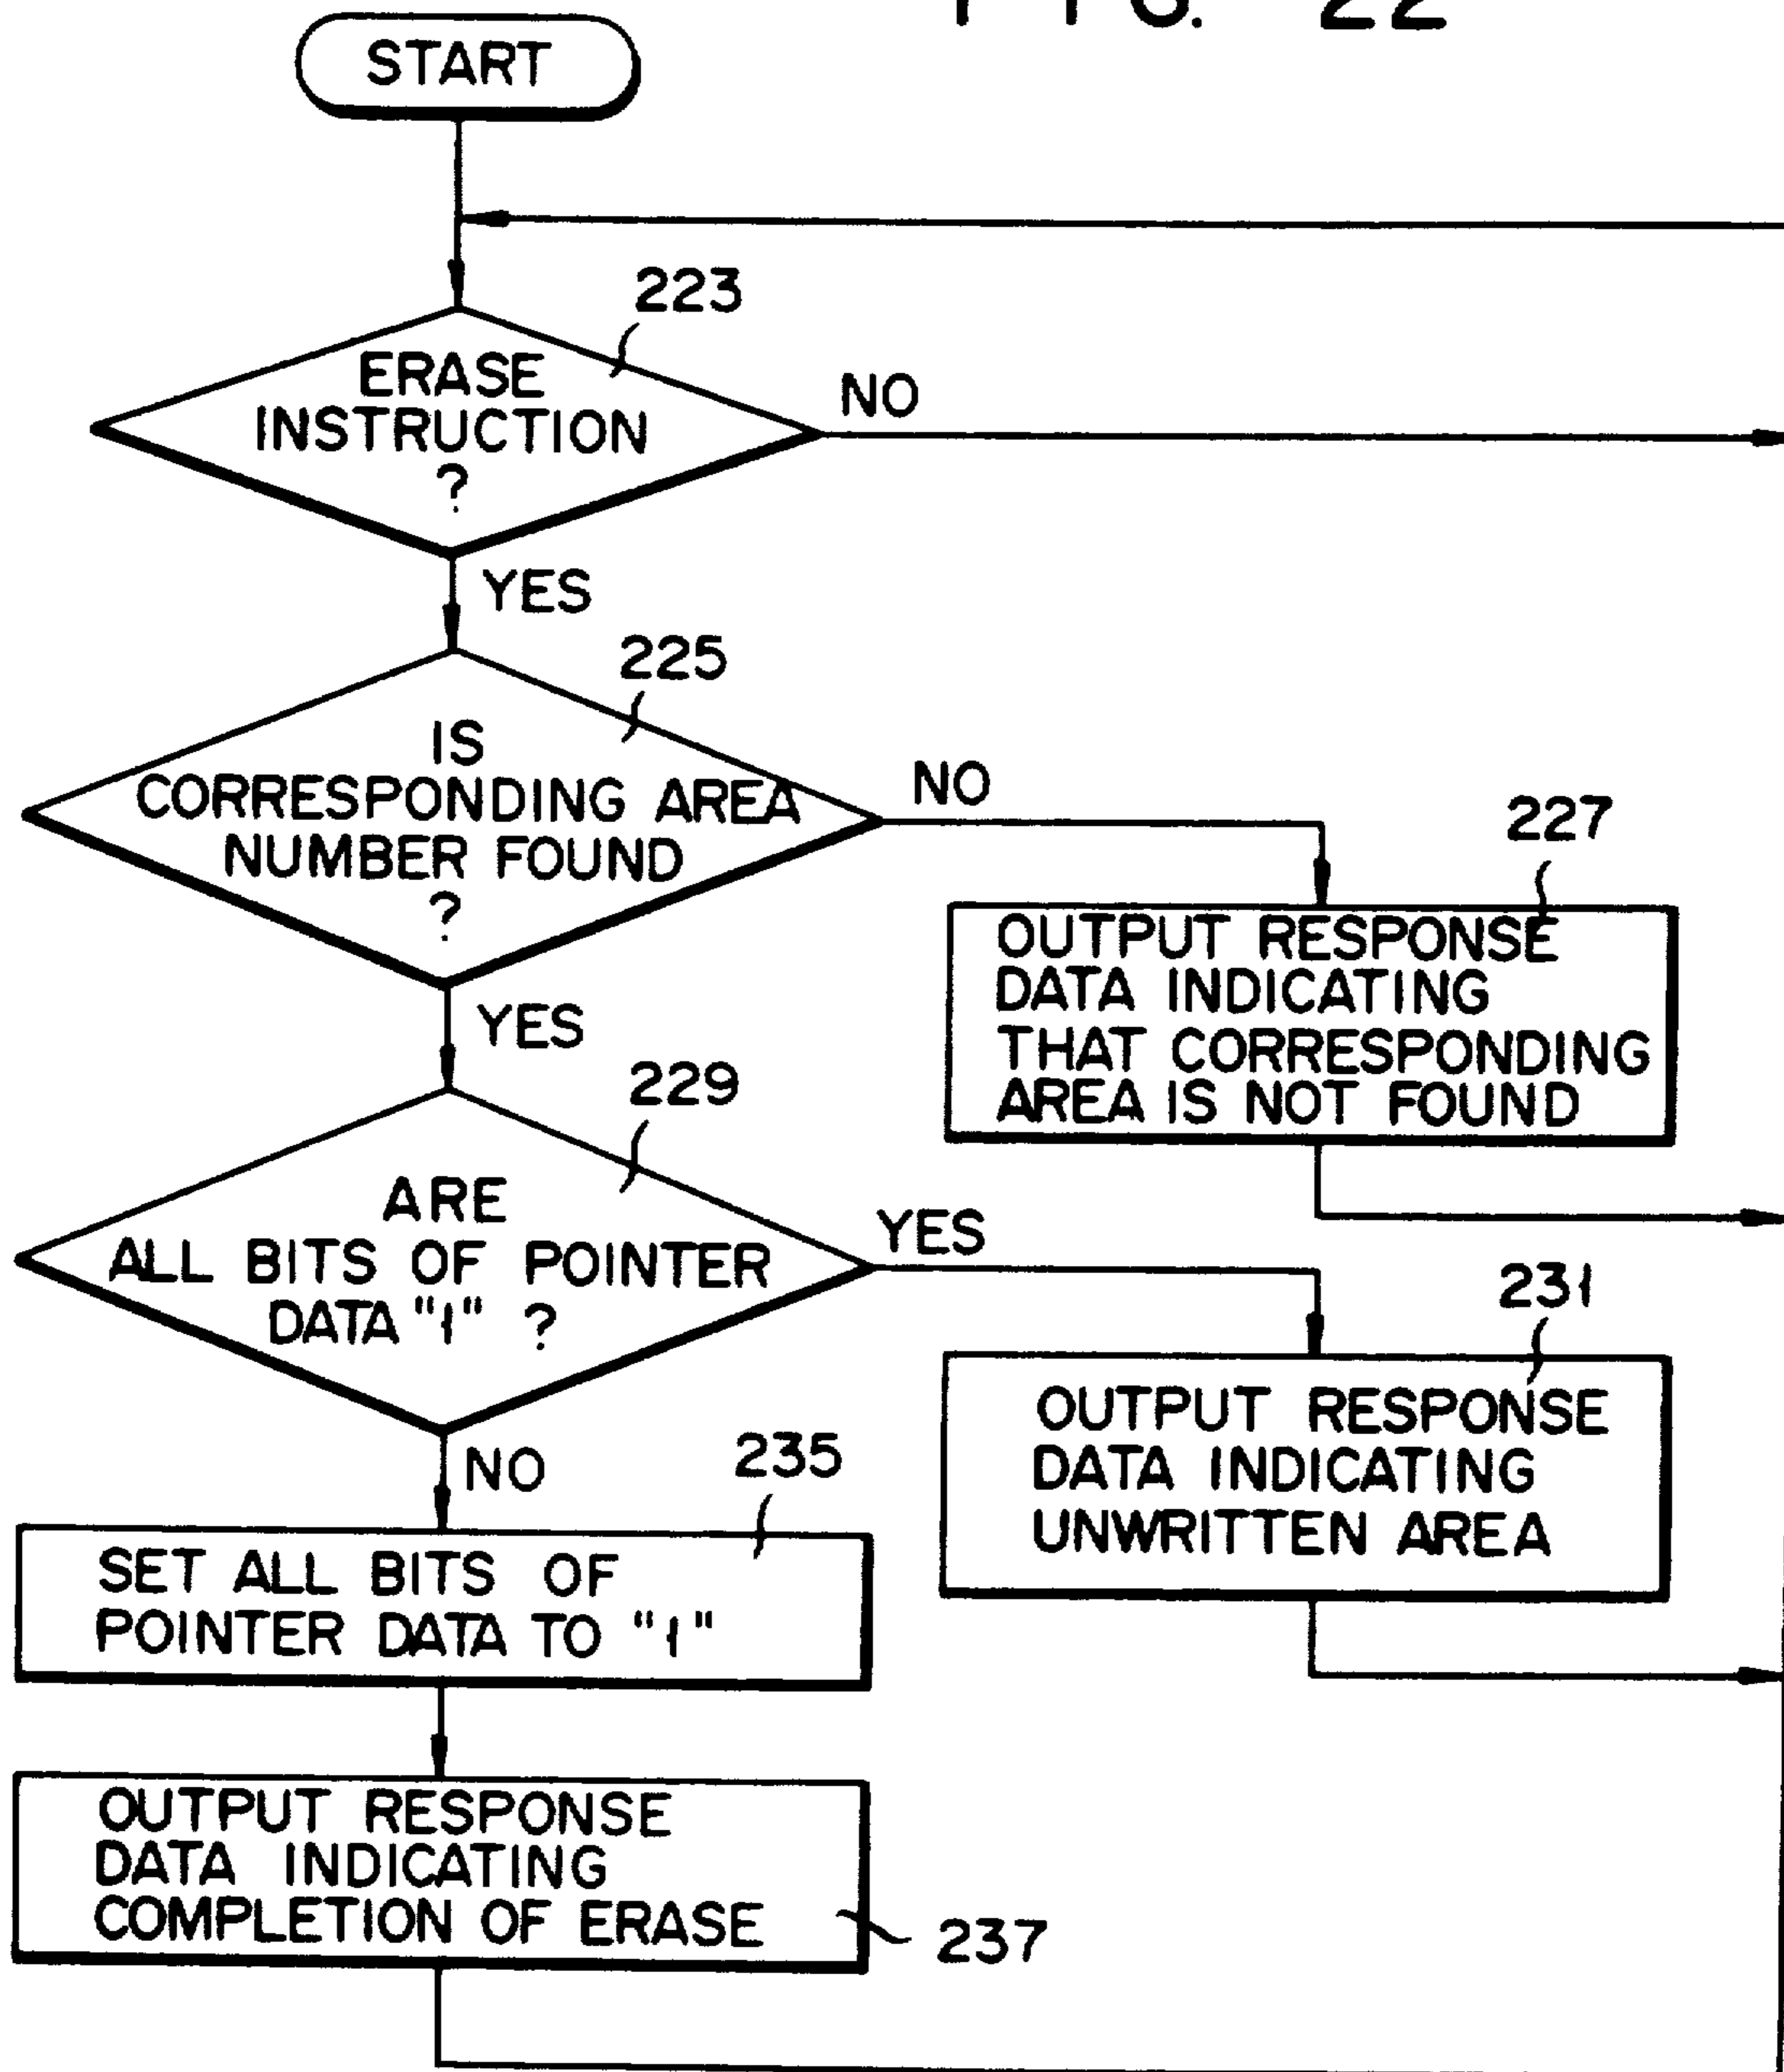 FIG. 22
START
223
ERASE
INSTRUCTION
?
NO
YES
225
IS
CORRESPONDING AREA
NUMBER FOUND
?
NO
227
OUTPUT RESPONSE
DATA INDICATING
THAT CORRESPONDING
AREA IS NOT FOUND
YES
229
ARE
ALL BITS OF POINTER
DATA "1" ?
YES
231
OUTPUT RESPONSE
DATA INDICATING
UNWRITTEN AREA
NO
235
SET ALL BITS OF
POINTER DATA TO "1"
OUTPUT RESPONSE
DATA INDICATING
COMPLETION OF ERASE
237